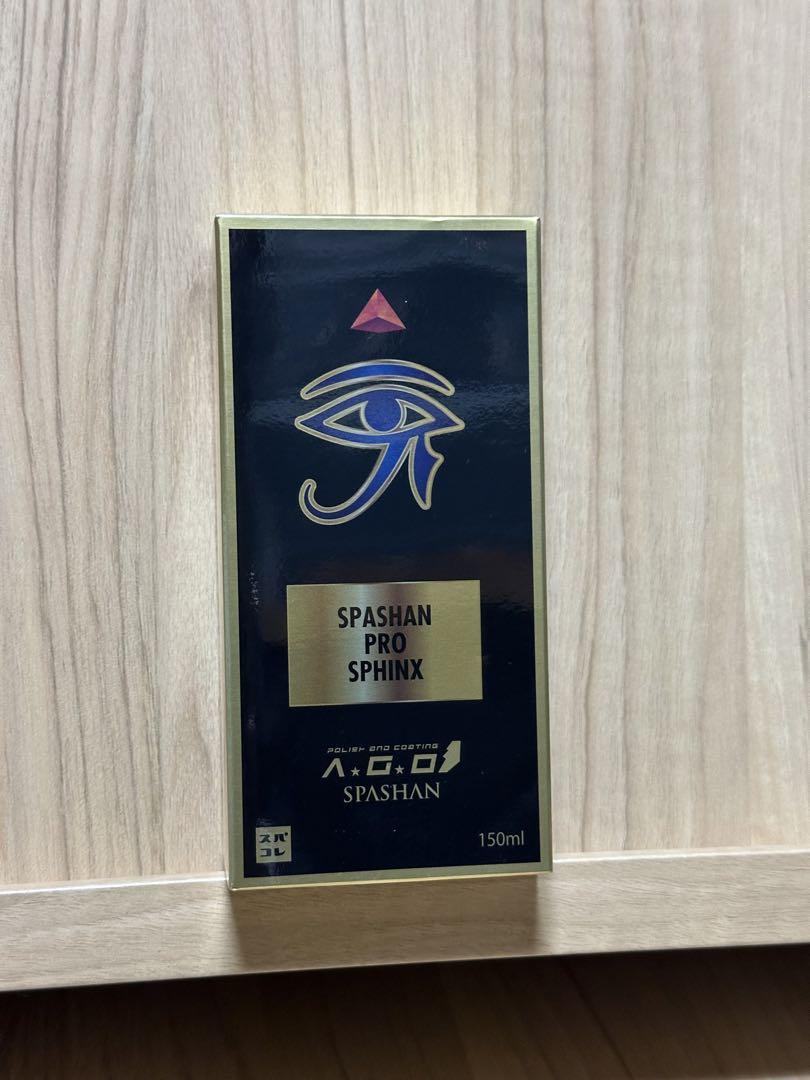 SPASHAN
PRO
SPHINX
POLISH AND COATING
A★G★O
SPASHAN
スパ
コレ
150ml